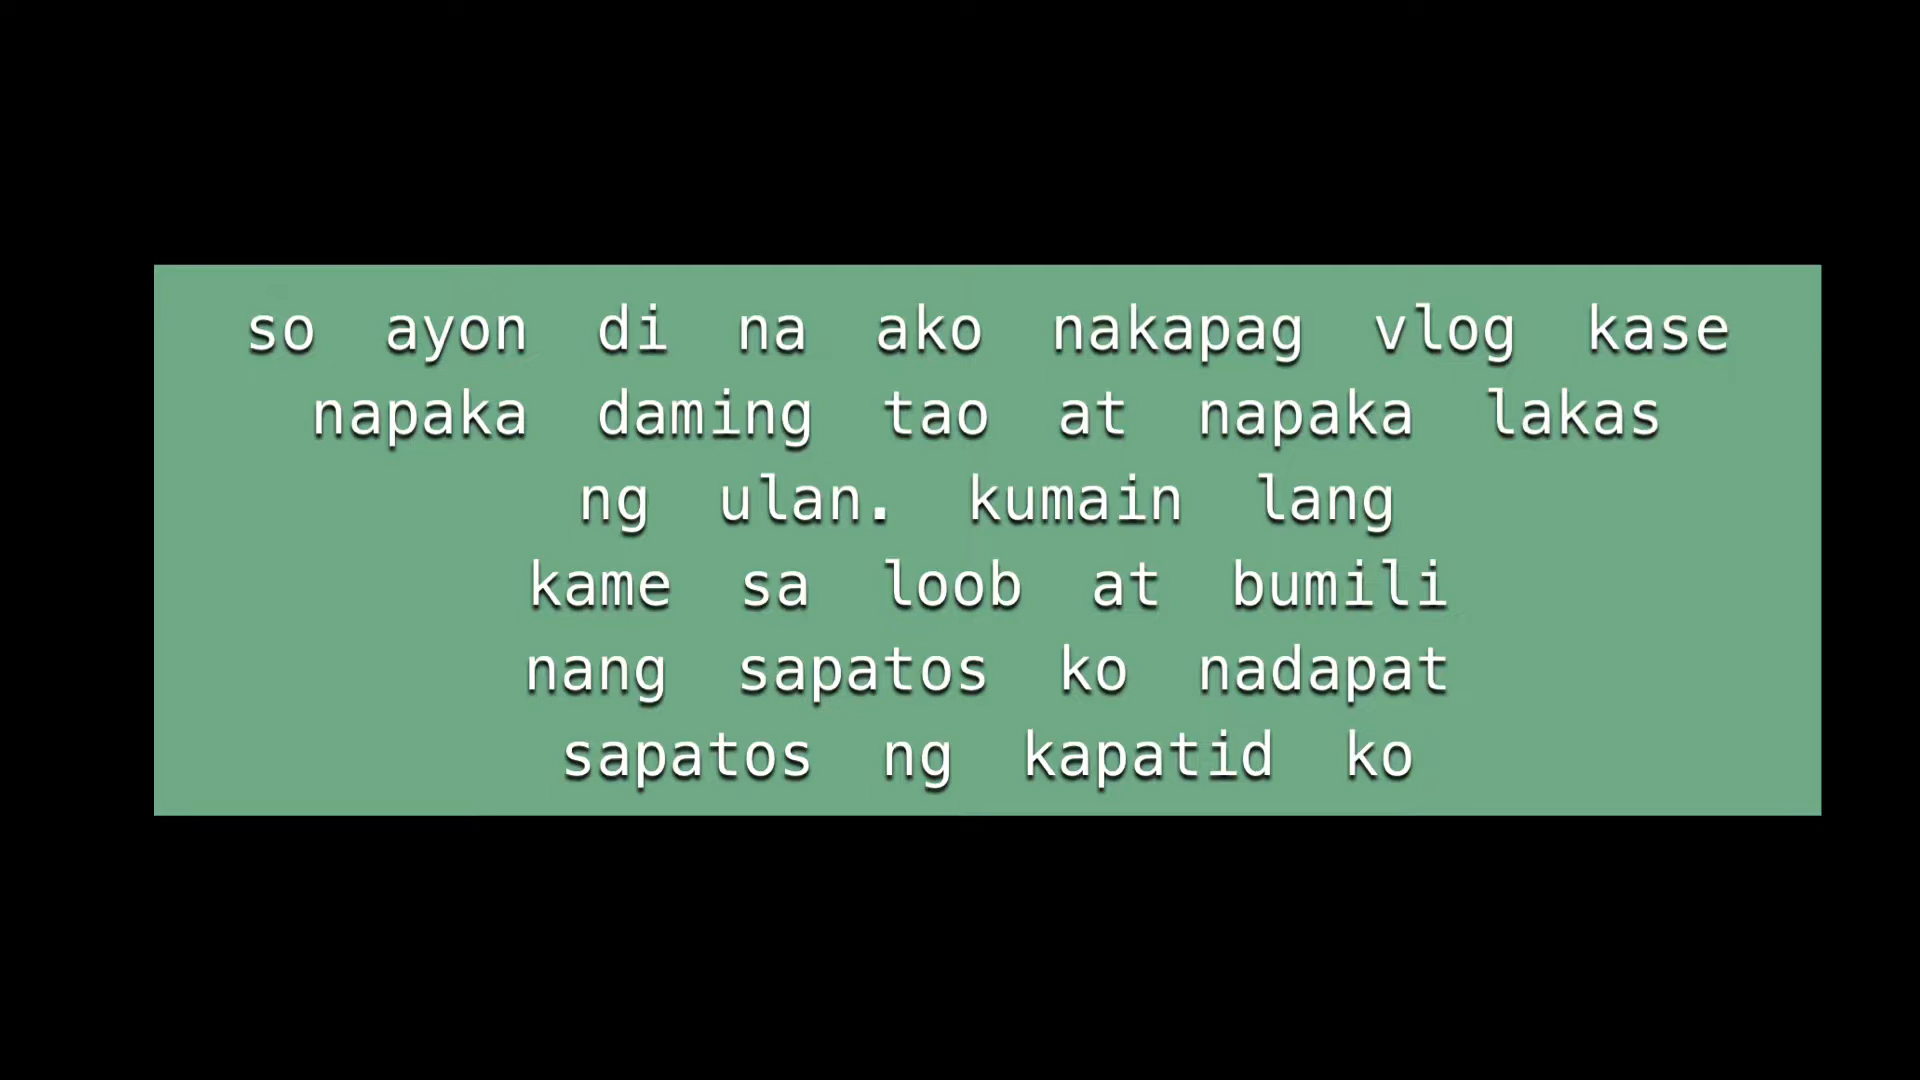 so ayon di na ako nakapag vlog kase
napaka daming tao at napaka lakas
ng ulan. kumain lang
kame sa loob at bumili
nang sapatos ko nadapat
sapatos ng kapatid ko